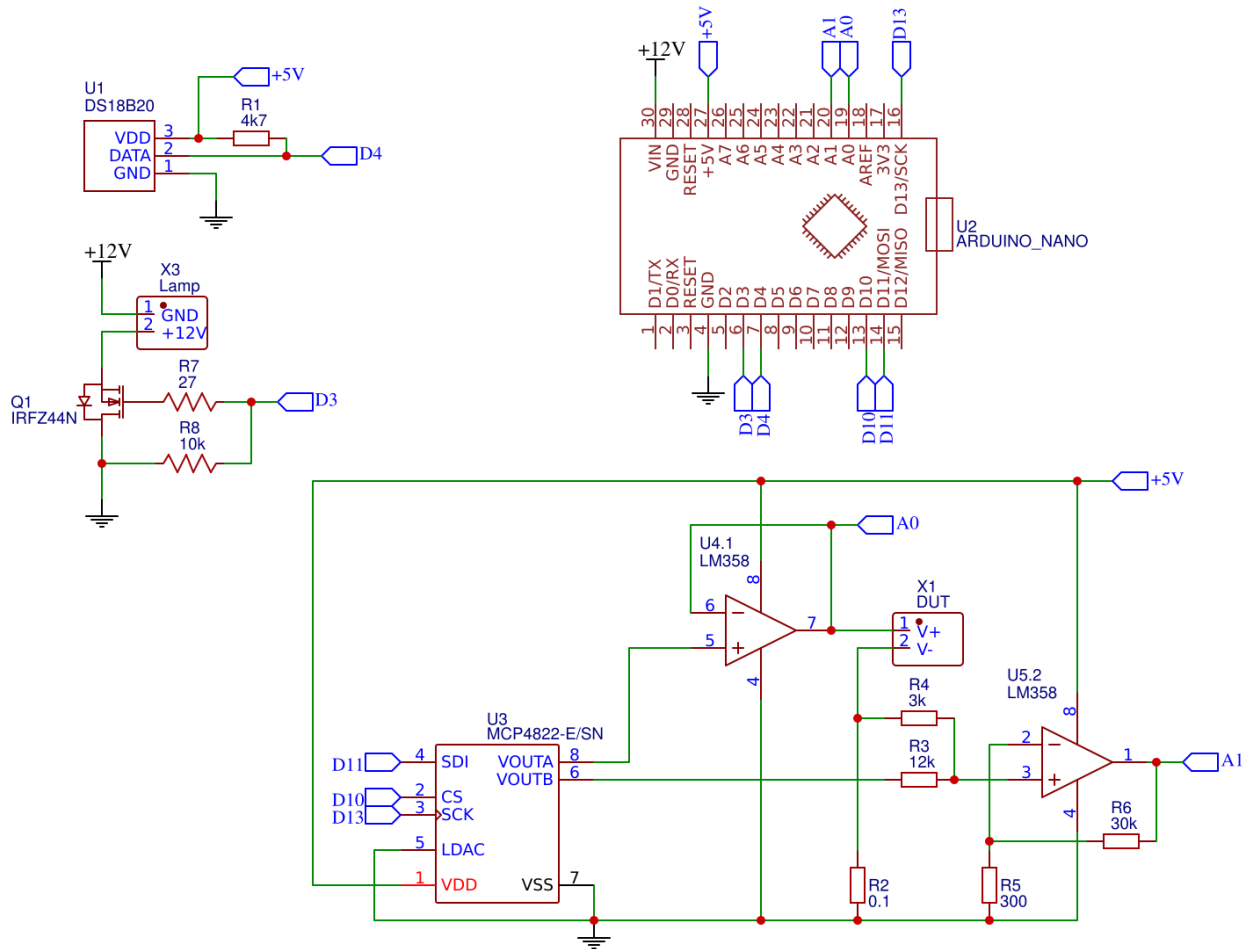 U1
DS18B20
VDD 3
DATA 2
GND 1
+5V
R1
4k7
D4
+12V
X3
Lamp
1 GND
2 +12V
Q1
IRFZ44N
R7
27
D3
R8
10k
+12V
+5V
A1
A0
D13
30
29
28
27
26
25
24
23
22
21
20
19
18
17
16
VIN
GND
RESET
+5V
A7
A6
A5
A4
A3
A2
A1
A0
AREF
3V3
D13/SCK
U2
ARDUINO_NANO
D1/TX
D0/RX
RESET
GND
D2
D3
D4
D5
D6
D7
D8
D9
D10
D11/MOSI
D12/MISO
1
2
3
4
5
6
7
8
9
10
11
12
13
14
15
D3
D4
D10
D11
+5V
A0
U4.1
LM358
8
6
5
7
4
X1
DUT
1 V+
2 V-
R4
3k
R3
12k
U5.2
LM358
8
2
3
1
4
A1
R6
30k
R2
0.1
R5
300
U3
MCP4822-E/SN
D11 4 SDI
D10 2 CS
D13 3 SCK
5 LDAC
1 VDD
VOUTA 8
VOUTB 6
VSS 7